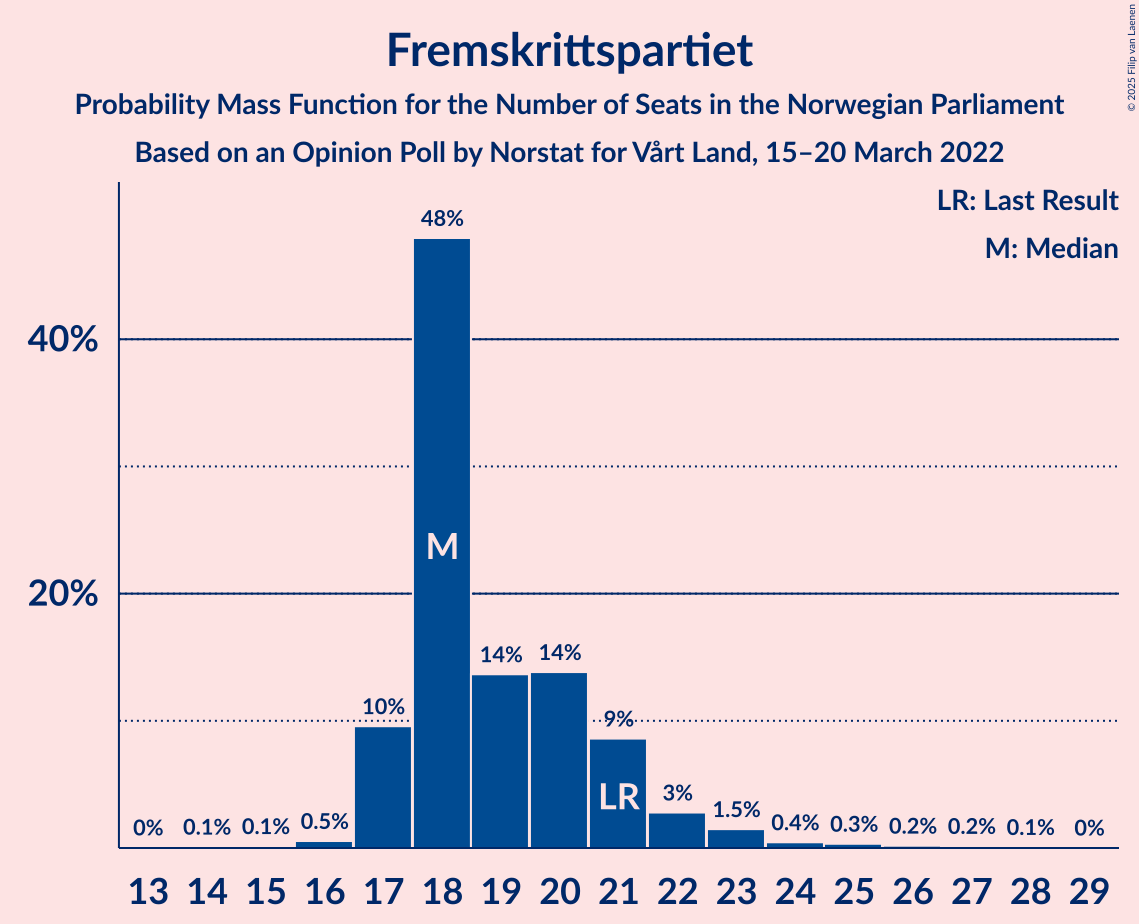 Fremskrittspartiet
Probability Mass Function for the Number of Seats in the Norwegian Parliament
Based on an Opinion Poll by Norstat for Vårt Land, 15–20 March 2022
© 2025 Filip van Laenen
LR: Last Result
M: Median
40%
20%
0% 0.1% 0.1% 0.5% 10% 48% 14% 14% 9% 3% 1.5% 0.4% 0.3% 0.2% 0.2% 0.1% 0%
M
LR
13 14 15 16 17 18 19 20 21 22 23 24 25 26 27 28 29